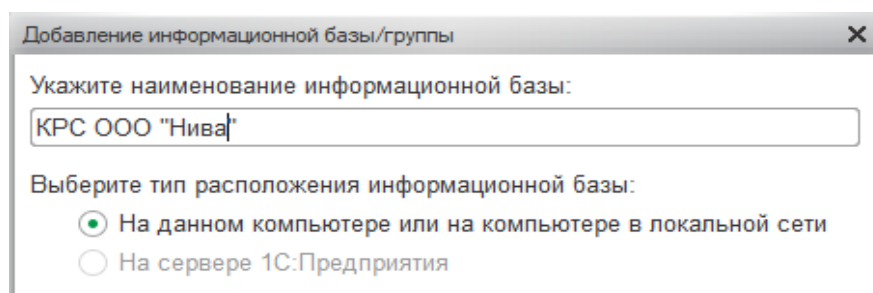 Добавление информационной базы/группы
Укажите наименование информационной базы:
КРС ООО "Нива"
Выберите тип расположения информационной базы:
На данном компьютере или на компьютере в локальной сети
На сервере 1С:Предприятия